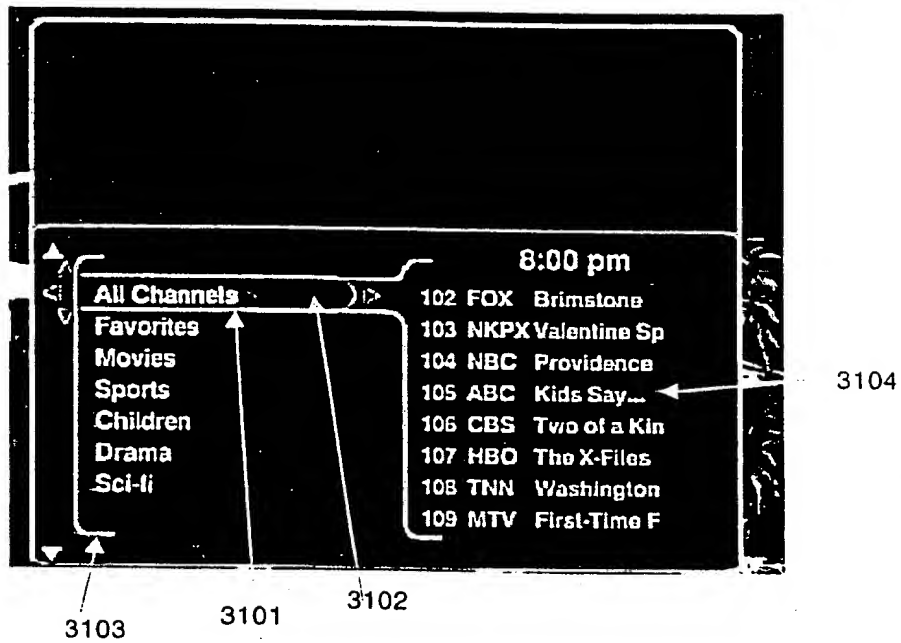 8:00 pm
All Channels
Favorites
Movies
Sports
Children
Drama
Sci-fi
102 FOX Brimstone
103 NKPX Valentine Sp
104 NBC Providence
105 ABC Kids Say...
106 CBS Two of a Kin
107 HBO The X-Files
108 TNN Washington
109 MTV First-Time F
3104
3103
3101
3102